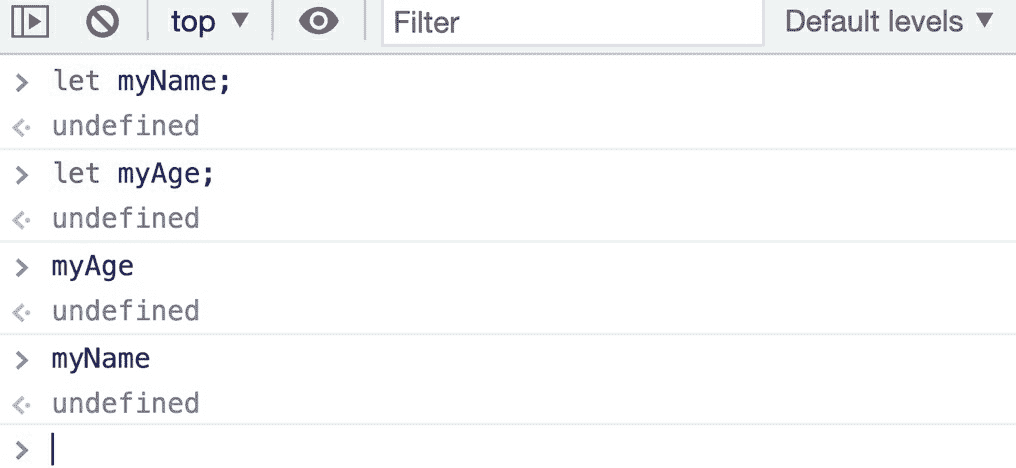 top ▼ Filter Default levels ▼
> let myName;
<· undefined
> let myAge;
<· undefined
> myAge
<· undefined
> myName
<· undefined
>